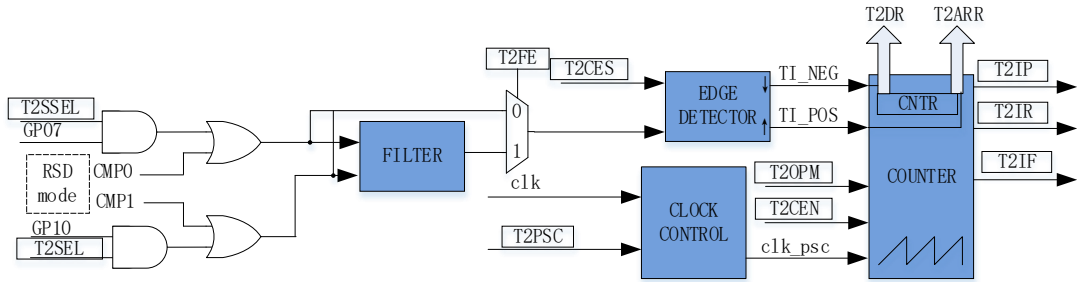 T2DR
T2ARR
T2FE
T2CES
TI_NEG
T2IP
T2SSEL
0
EDGE
DETECTOR
CNTR
T2IR
GPO7
TI_POS
1
FILTER
COUNTER
T2IF
RSD
mode
CMP0
CMP1
clk
T2OPM
CLOCK
CONTROL
T2CEN
GP10
T2SEL
T2PSC
clk_psc